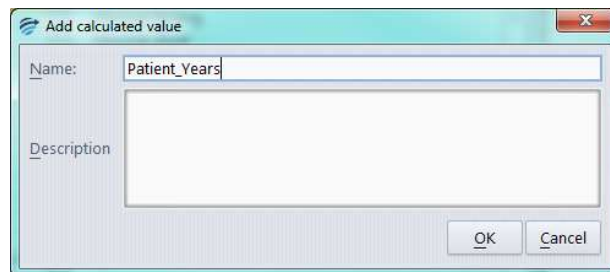 Add calculated value
Name: Patient_Years
Description
OK Cancel